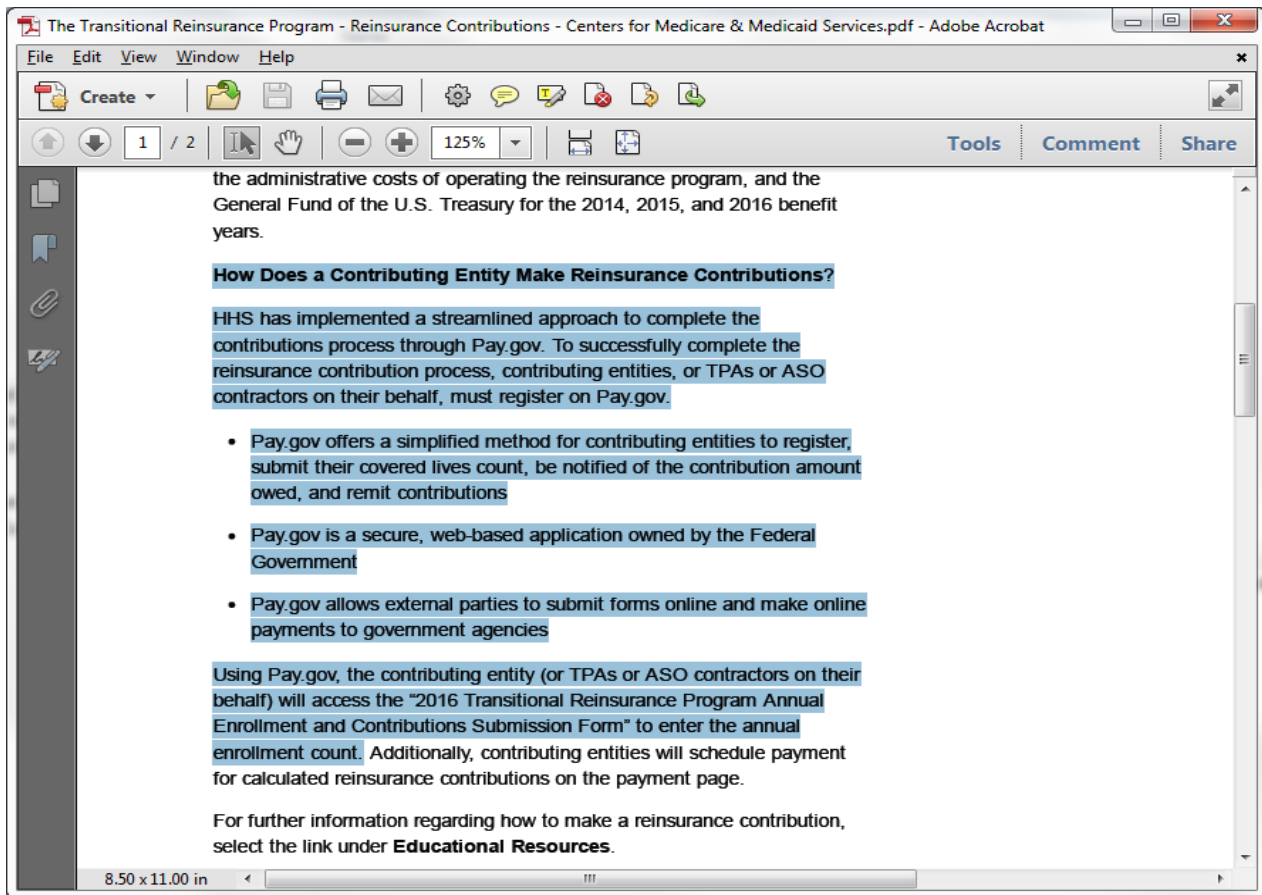 The Transitional Reinsurance Program - Reinsurance Contributions - Centers for Medicare & Medicaid Services.pdf - Adobe Acrobat
File Edit View Window Help
Create
1 / 2 125% Tools Comment Share
the administrative costs of operating the reinsurance program, and the
General Fund of the U.S. Treasury for the 2014, 2015, and 2016 benefit
years.
How Does a Contributing Entity Make Reinsurance Contributions?
HHS has implemented a streamlined approach to complete the
contributions process through Pay.gov. To successfully complete the
reinsurance contribution process, contributing entities, or TPAs or ASO
contractors on their behalf, must register on Pay.gov.
• Pay.gov offers a simplified method for contributing entities to register,
submit their covered lives count, be notified of the contribution amount
owed, and remit contributions
• Pay.gov is a secure, web-based application owned by the Federal
Government
• Pay.gov allows external parties to submit forms online and make online
payments to government agencies
Using Pay.gov, the contributing entity (or TPAs or ASO contractors on their
behalf) will access the “2016 Transitional Reinsurance Program Annual
Enrollment and Contributions Submission Form” to enter the annual
enrollment count. Additionally, contributing entities will schedule payment
for calculated reinsurance contributions on the payment page.
For further information regarding how to make a reinsurance contribution,
select the link under Educational Resources.
8.50 x 11.00 in